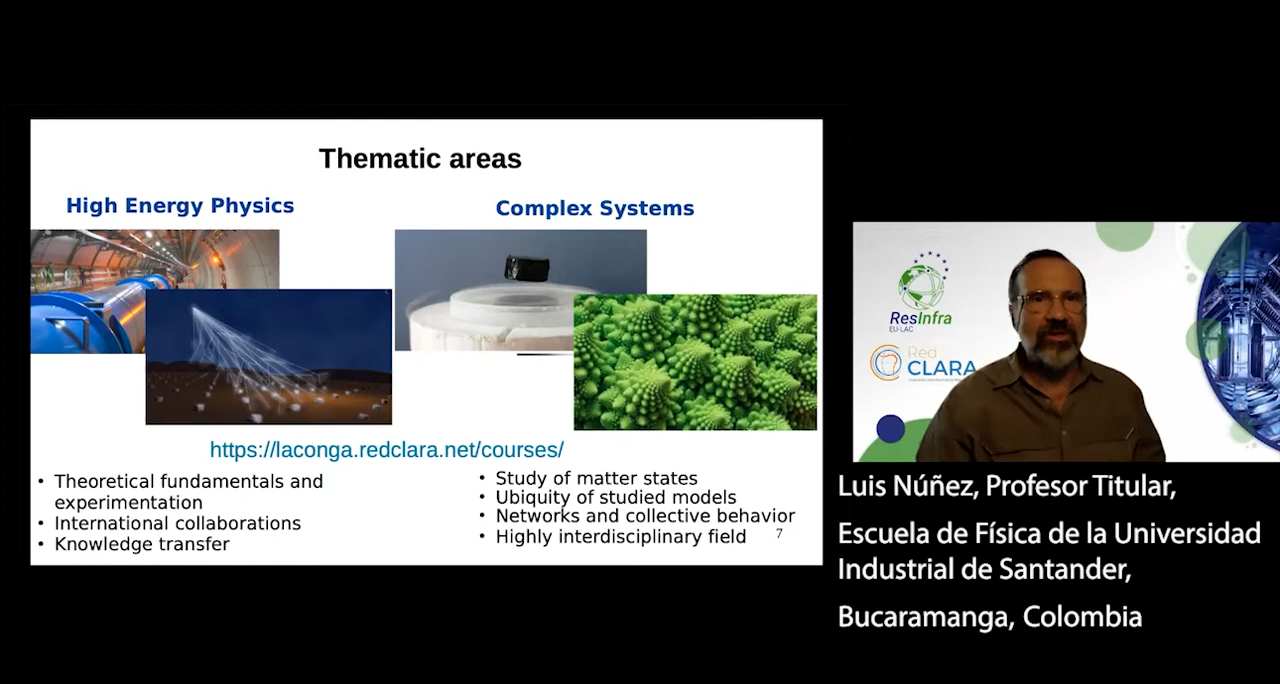 Thematic areas
High Energy Physics
Complex Systems
https://laconga.redclara.net/courses/
• Theoretical fundamentals and
experimentation
• International collaborations
• Knowledge transfer
• Study of matter states
• Ubiquity of studied models
• Networks and collective behavior
• Highly interdisciplinary field
7
ResInfra
EU-LAC
Red
CLARA
Luis Núñez, Profesor Titular,
Escuela de Física de la Universidad
Industrial de Santander,
Bucaramanga, Colombia